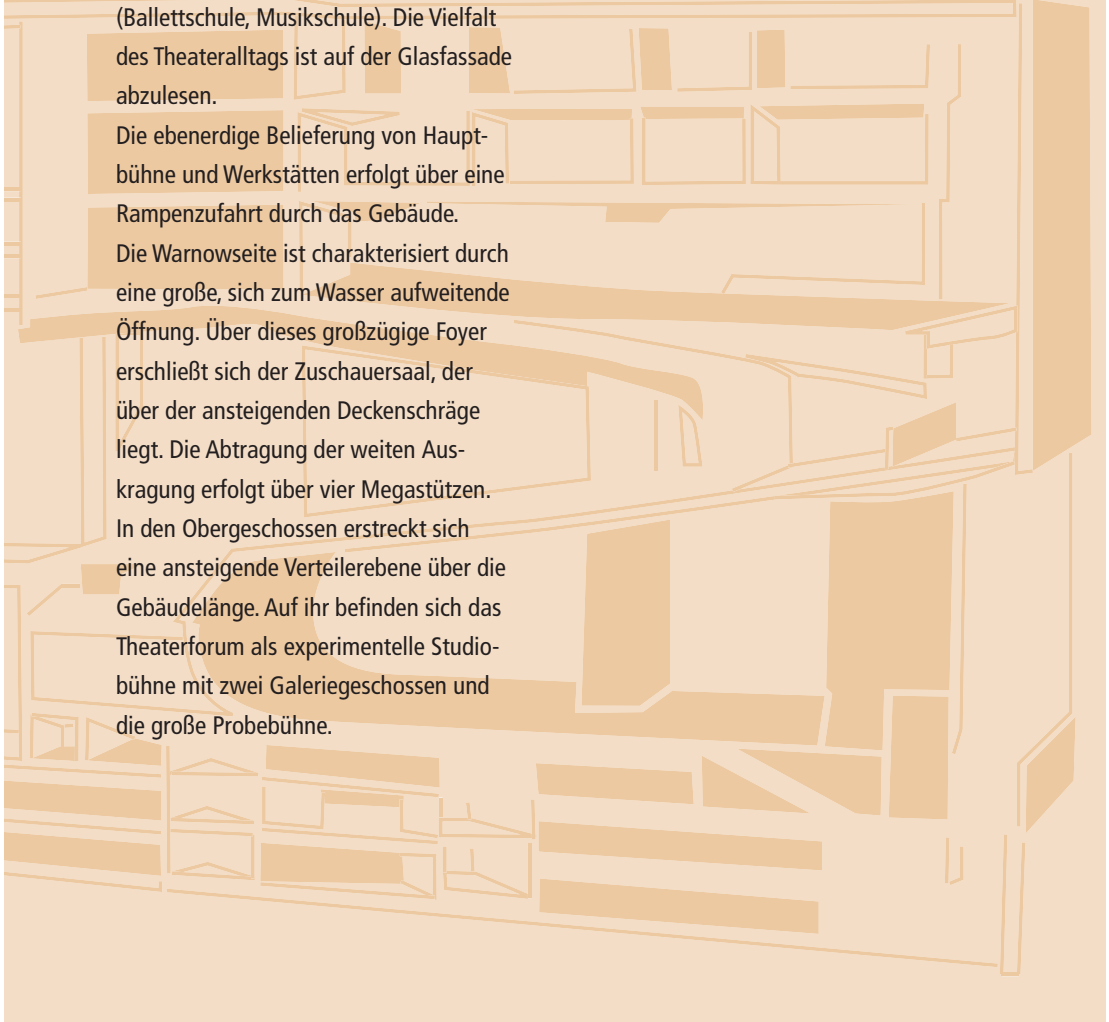 (Ballettschule, Musikschule). Die Vielfalt
des Theateralltags ist auf der Glasfassade
abzulesen.
Die ebenerdige Belieferung von Haupt-
bühne und Werkstätten erfolgt über eine
Rampenzufahrt durch das Gebäude.
Die Warnowseite ist charakterisiert durch
eine große, sich zum Wasser aufweitende
Öffnung. Über dieses großzügige Foyer
erschließt sich der Zuschauersaal, der
über der ansteigenden Deckenschräge
liegt. Die Abtragung der weiten Aus-
kragung erfolgt über vier Megastützen.
In den Obergeschossen erstreckt sich
eine ansteigende Verteilerebene über die
Gebäudelänge. Auf ihr befinden sich das
Theaterforum als experimentelle Studio-
bühne mit zwei Galeriegeschossen und
die große Probebühne.